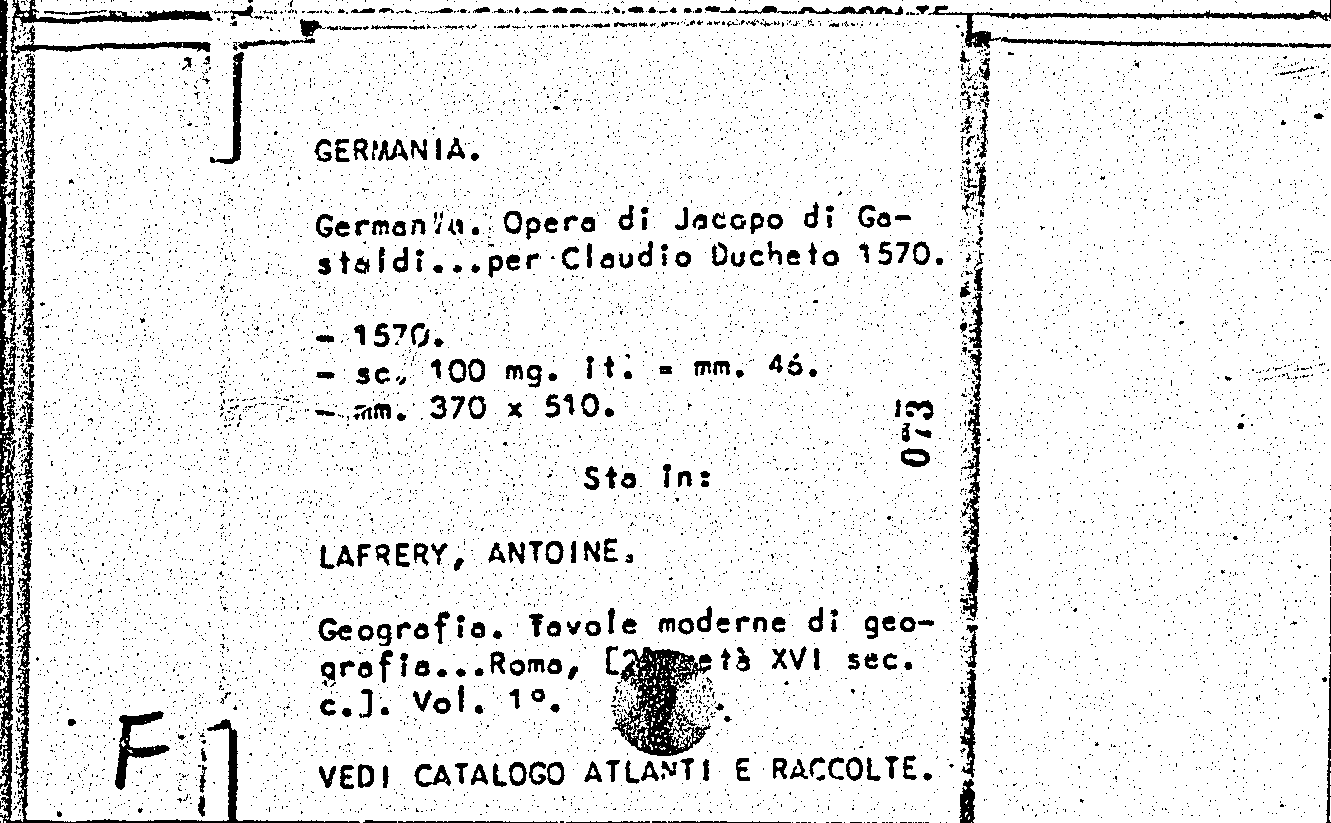 GERMANIA.
Germania. Opera di Jacopo di Ga-
staldi...per Claudio Ducheto 1570.
- 1570.
- sc. 100 mg. it. = mm. 46.
- mm. 370 x 510.
073
Sta in:
LAFRERY, ANTOINE.
Geografia. Tavole moderne di geo-
grafia...Roma, [2ª età XVI sec.
c.]. Vol. 1°.
F
VEDI CATALOGO ATLANTI E RACCOLTE.